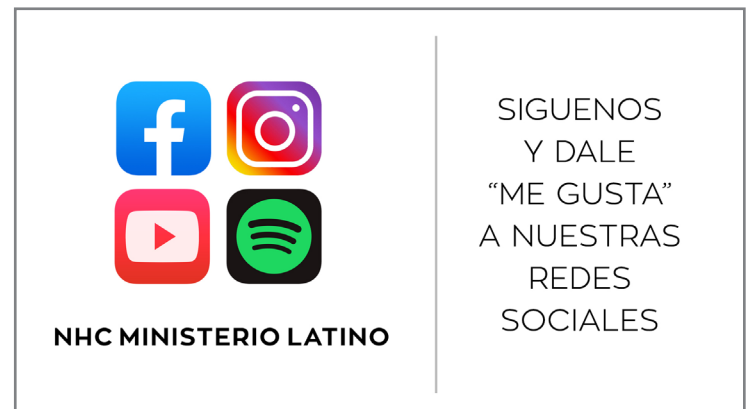 NHC MINISTERIO LATINO
SIGUENOS
Y DALE
“ME GUSTA”
A NUESTRAS
REDES
SOCIALES